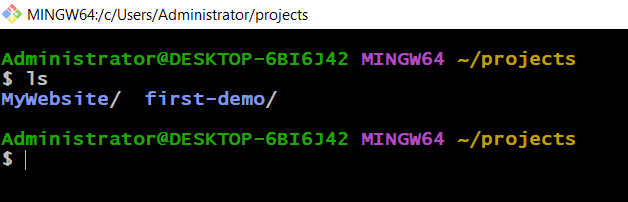 MINGW64:/c/Users/Administrator/projects
Administrator@DESKTOP-6BI6J42 MINGW64 ~/projects
$ ls
MyWebsite/  first-demo/
Administrator@DESKTOP-6BI6J42 MINGW64 ~/projects
$